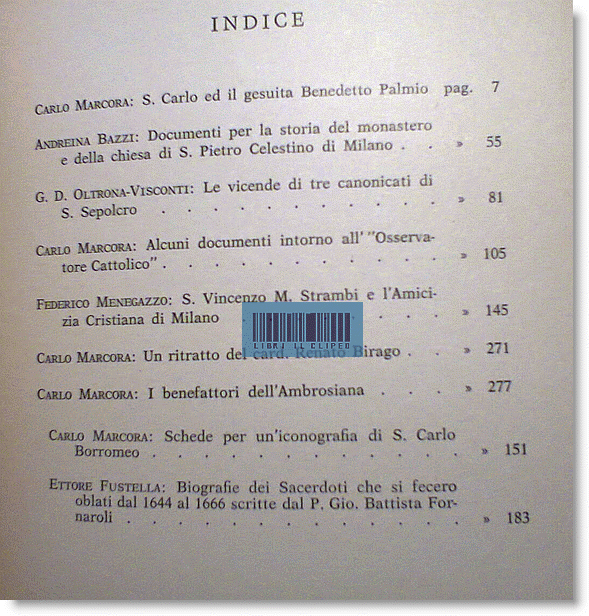 INDICE
CARLO MARCORA: S. Carlo ed il gesuita Benedetto Palmio pag. 7
ANDREINA BAZZI: Documenti per la storia del monastero
e della chiesa di S. Pietro Celestino di Milano . . » 55
G. D. OLTRONA-VISCONTI: Le vicende di tre canonicati di
S. Sepolcro . . . . . . . . . . » 81
CARLO MARCORA: Alcuni documenti intorno all' "Osserva-
tore Cattolico" . . . . . . . . . . . » 105
FEDERICO MENEGAZZO: S. Vincenzo M. Strambi e l'Amici-
zia Cristiana di Milano . . . . . . . . » 145
LIBRI IL CLIPEO
CARLO MARCORA: Un ritratto del card. Renato Birago . . » 271
CARLO MARCORA: I benefattori dell'Ambrosiana . . . » 277
CARLO MARCORA: Schede per un'iconografia di S. Carlo
Borromeo . . . . . . . . . . . . » 151
ETTORE FUSTELLA: Biografie dei Sacerdoti che si fecero
oblati dal 1644 al 1666 scritte dal P. Gio. Battista For-
naroli . . . . . . . . . . . . . » 183